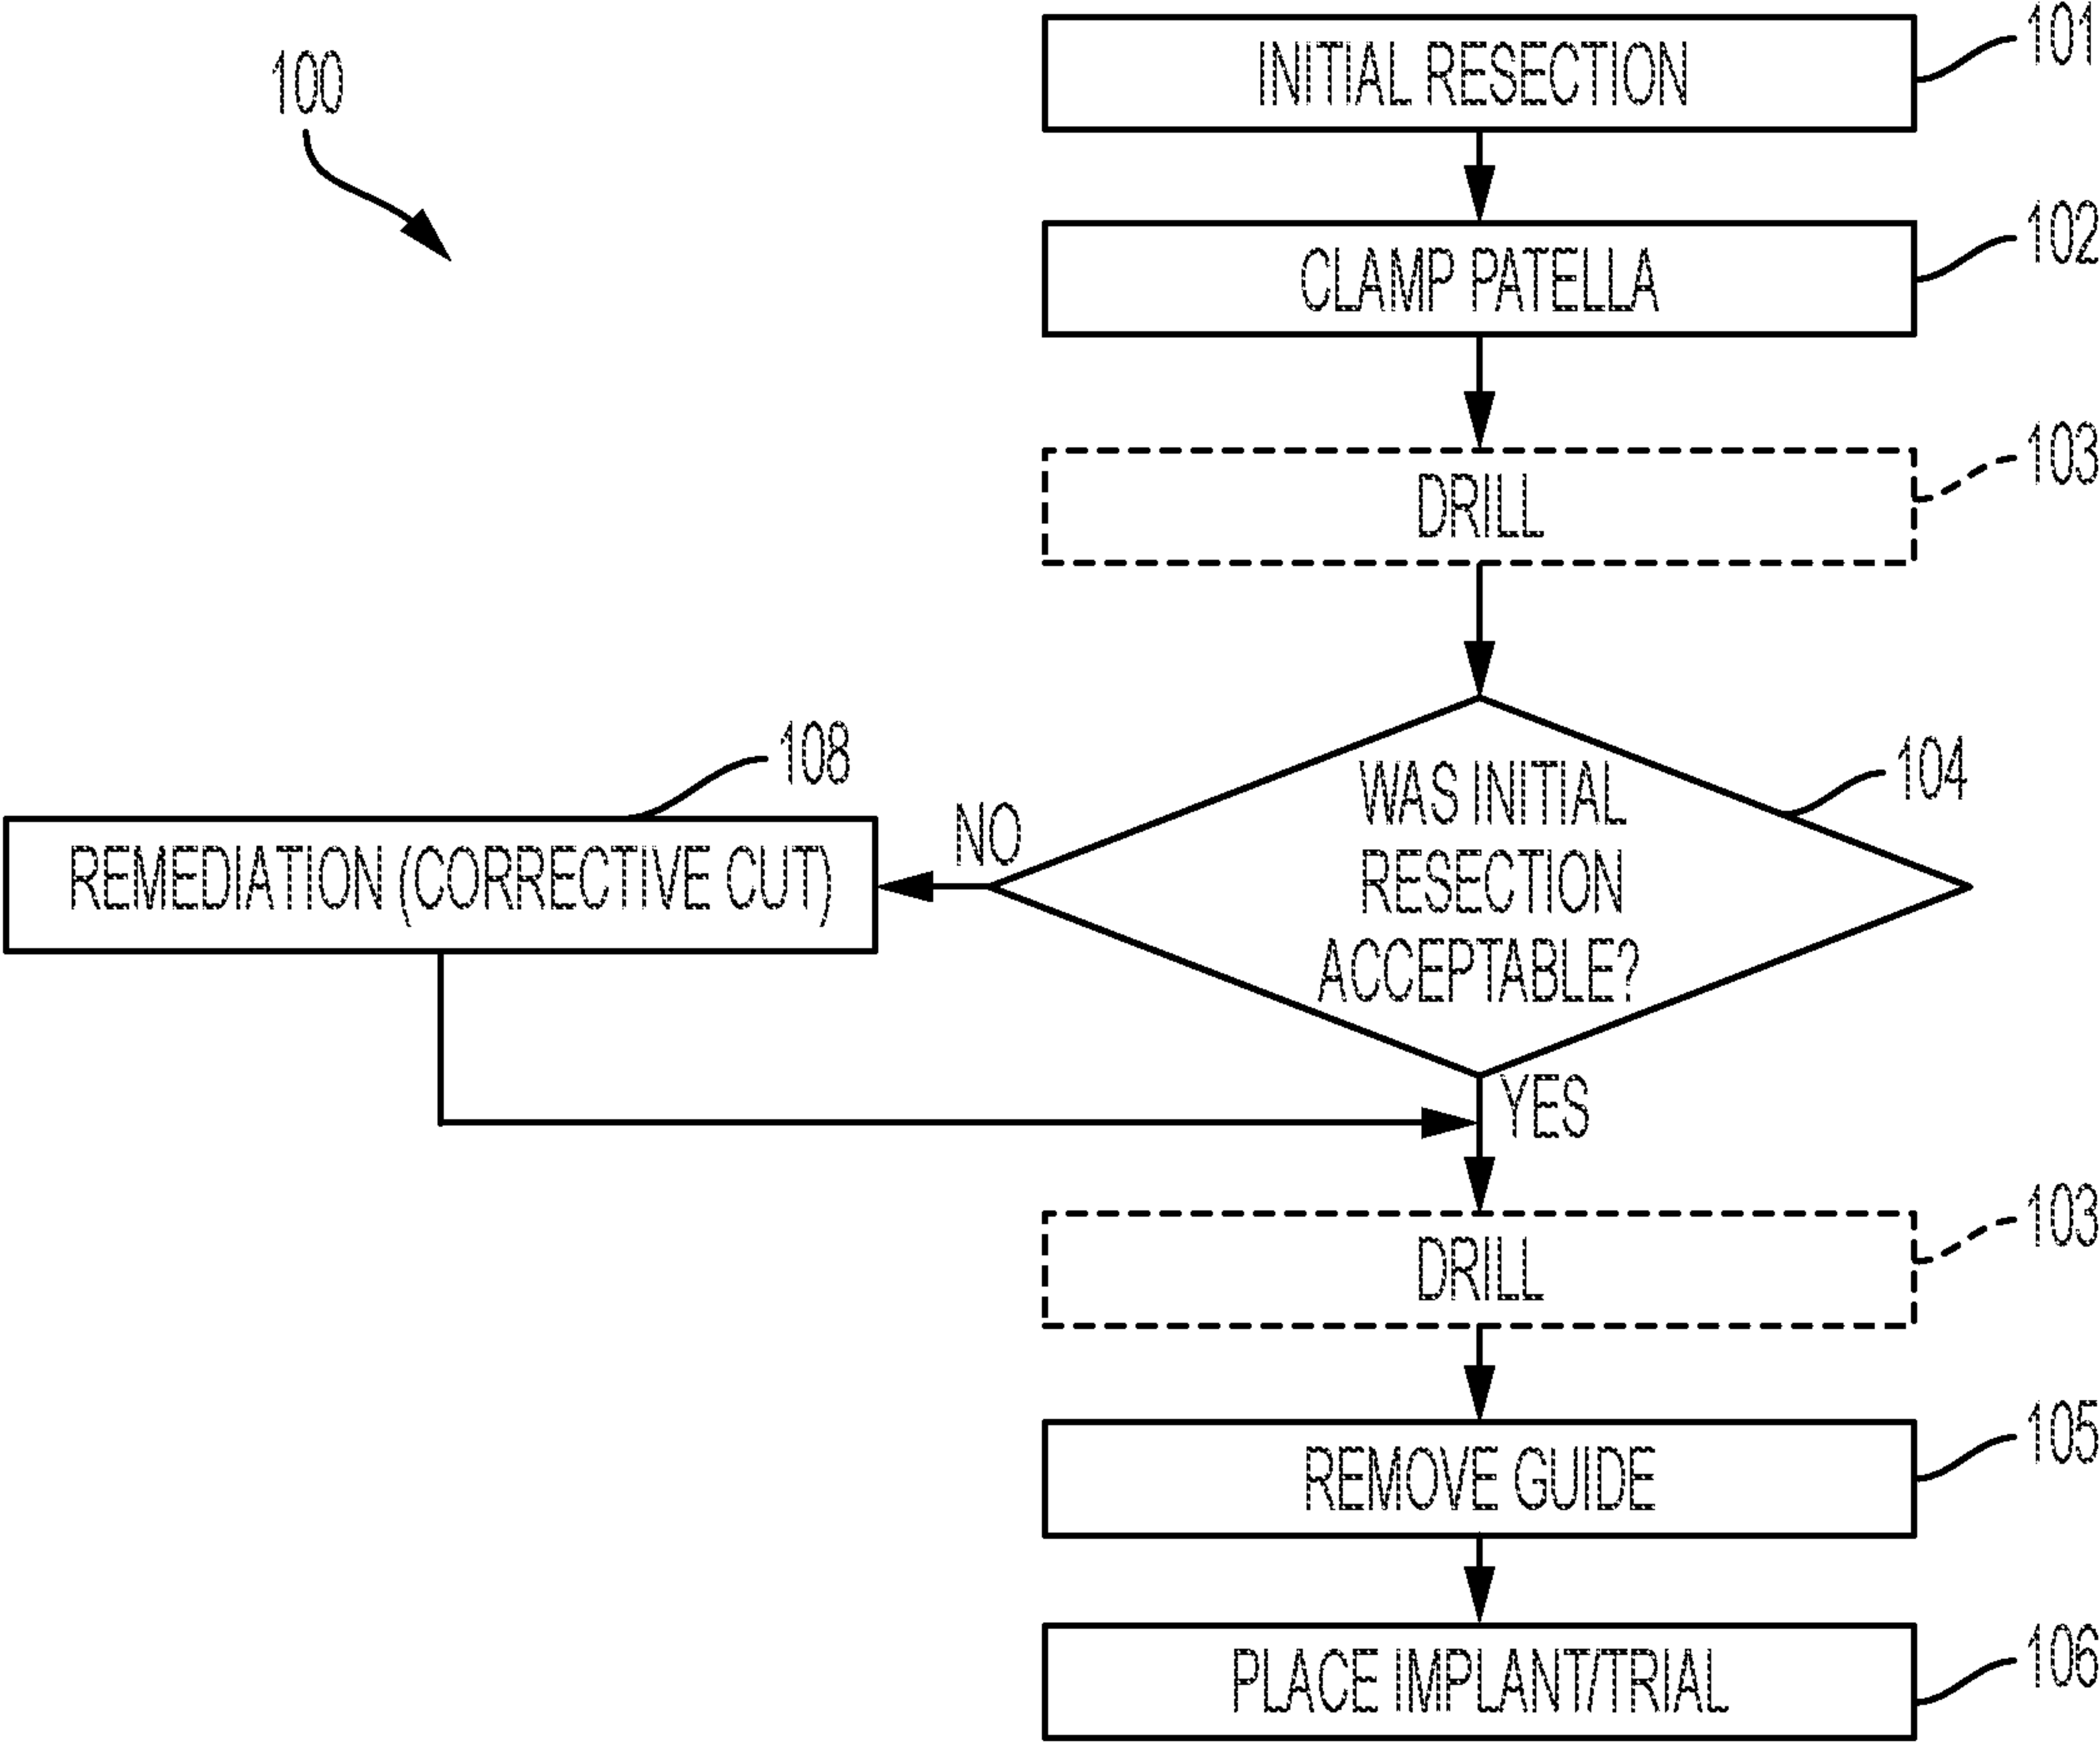 100
INITIAL RESECTION
101
CLAMP PATELLA
102
DRILL
103
WAS INITIAL
RESECTION
ACCEPTABLE?
104
NO
108
REMEDIATION (CORRECTIVE CUT)
YES
DRILL
103
REMOVE GUIDE
105
PLACE IMPLANT/TRIAL
106